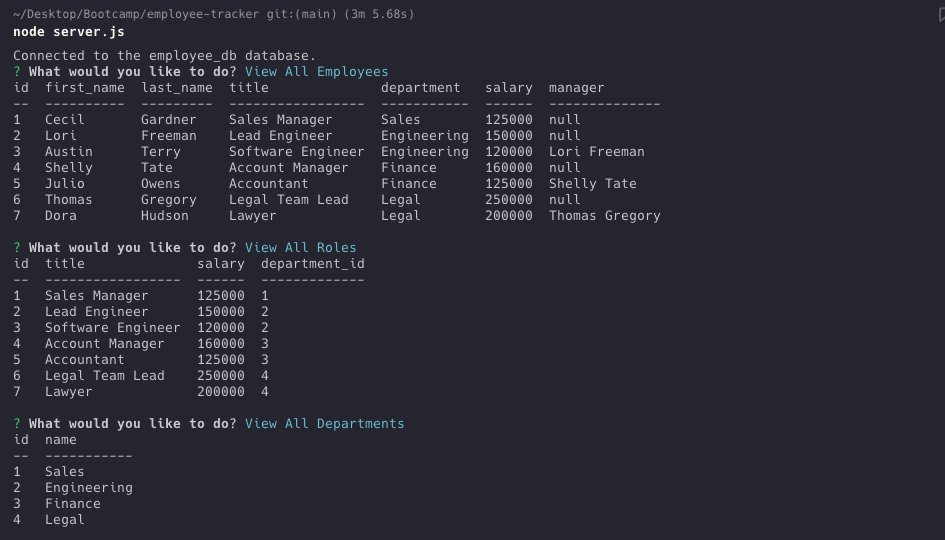 ~/Desktop/Bootcamp/employee-tracker git:(main) (3m 5.68s)
node server.js
Connected to the employee_db database.
? What would you like to do? View All Employees
id  first_name  last_name  title              department   salary  manager
--  ----------  ---------  -----------------  -----------  ------  --------------
1   Cecil       Gardner    Sales Manager      Sales        125000  null
2   Lori        Freeman    Lead Engineer      Engineering  150000  null
3   Austin      Terry      Software Engineer  Engineering  120000  Lori Freeman
4   Shelly      Tate       Account Manager    Finance      160000  null
5   Julio       Owens      Accountant         Finance      125000  Shelly Tate
6   Thomas      Gregory    Legal Team Lead    Legal        250000  null
7   Dora        Hudson     Lawyer             Legal        200000  Thomas Gregory
? What would you like to do? View All Roles
id  title              salary  department_id
--  -----------------  ------  -------------
1   Sales Manager      125000  1
2   Lead Engineer      150000  2
3   Software Engineer  120000  2
4   Account Manager    160000  3
5   Accountant         125000  3
6   Legal Team Lead    250000  4
7   Lawyer             200000  4
? What would you like to do? View All Departments
id  name
--  -----------
1   Sales
2   Engineering
3   Finance
4   Legal